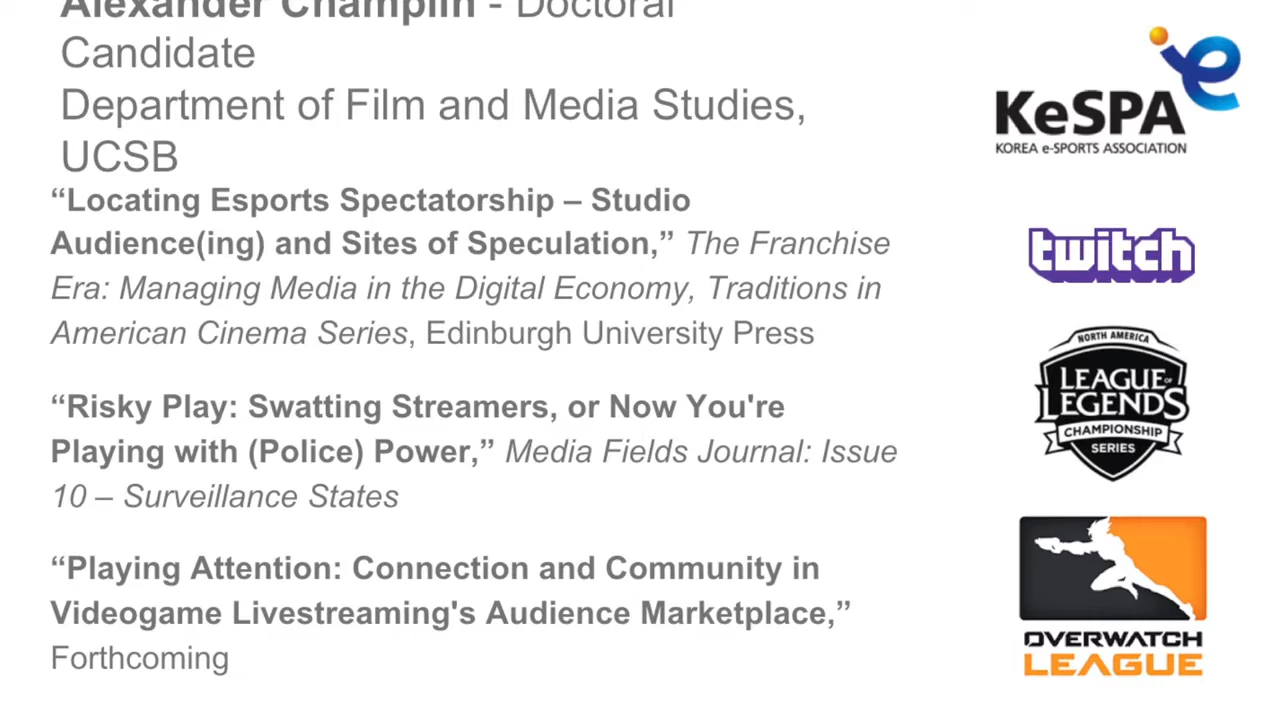 Alexander Champlin - Doctoral
Candidate
Department of Film and Media Studies,
UCSB
“Locating Esports Spectatorship – Studio
Audience(ing) and Sites of Speculation,” The Franchise
Era: Managing Media in the Digital Economy, Traditions in
American Cinema Series, Edinburgh University Press
“Risky Play: Swatting Streamers, or Now You're
Playing with (Police) Power,” Media Fields Journal: Issue
10 – Surveillance States
“Playing Attention: Connection and Community in
Videogame Livestreaming's Audience Marketplace,”
Forthcoming
e
KeSPA
KOREA e-SPORTS ASSOCIATION
twitch
NORTH AMERICA
LEAGUE OF
LEGENDS
CHAMPIONSHIP
SERIES
OVERWATCH
LEAGUE